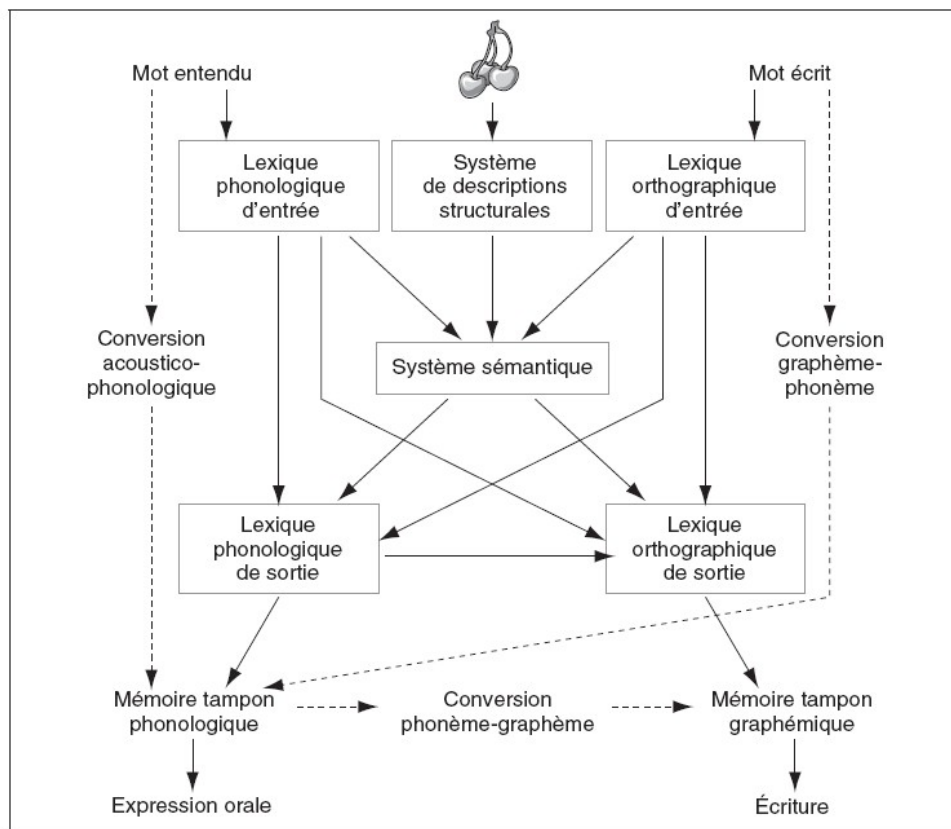 Mot entendu
Mot écrit
Lexique
phonologique
d'entrée
Système
de descriptions
structurales
Lexique
orthographique
d'entrée
Conversion
acoustico-
phonologique
Système sémantique
Conversion
graphème-
phonème
Lexique
phonologique
de sortie
Lexique
orthographique
de sortie
Mémoire tampon
phonologique
Conversion
phonème-graphème
Mémoire tampon
graphémique
Expression orale
Écriture